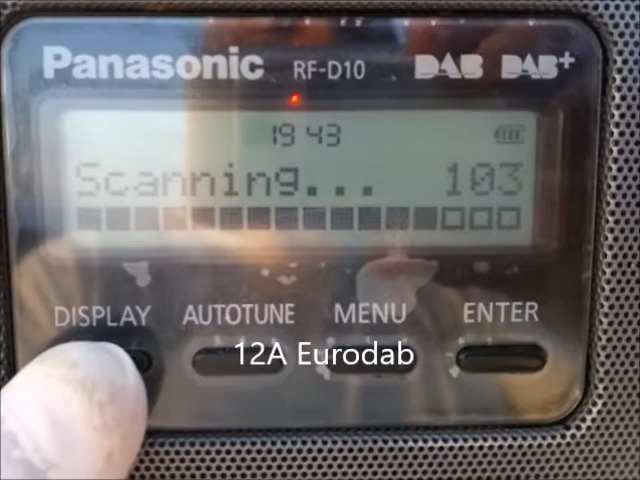 Panasonic RF-D10 DAB DAB+
19 43
Scanning... 103
DISPLAY AUTOTUNE MENU ENTER
12A Eurodab